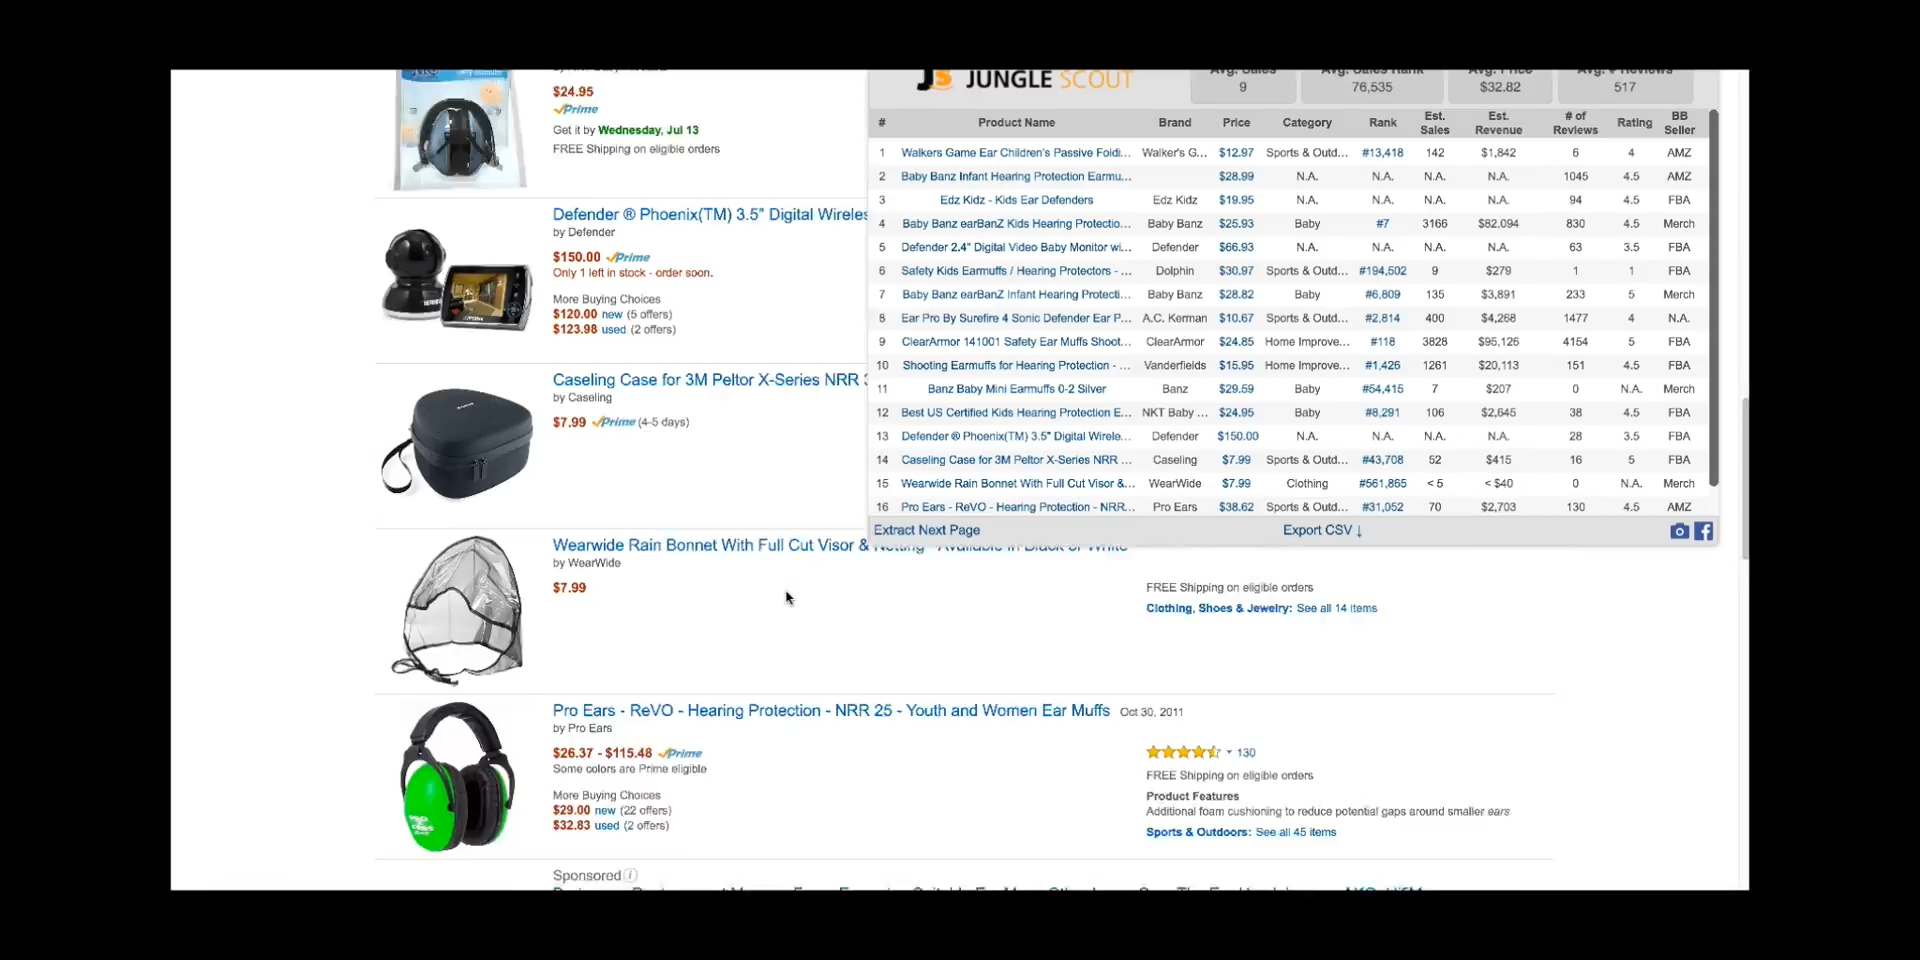 $24.95
Prime
Get it by Wednesday, Jul 13
FREE Shipping on eligible orders
Defender ® Phoenix(TM) 3.5" Digital Wireles
by Defender
$150.00 Prime
Only 1 left in stock - order soon.
More Buying Choices
$120.00 new (5 offers)
$123.98 used (2 offers)
Caseling Case for 3M Peltor X-Series NRR
by Caseling
$7.99 Prime (4-5 days)
Wearwide Rain Bonnet With Full Cut Visor & Netting - Available in Black or White
by WearWide
$7.99
FREE Shipping on eligible orders
Clothing, Shoes & Jewelry: See all 14 items
Pro Ears - ReVO - Hearing Protection - NRR 25 - Youth and Women Ear Muffs Oct 30, 2011
by Pro Ears
$26.37 - $115.48 Prime
Some colors are Prime eligible
More Buying Choices
$29.00 new (22 offers)
$32.83 used (2 offers)
130
FREE Shipping on eligible orders
Product Features
Additional foam cushioning to reduce potential gaps around smaller ears
Sports & Outdoors: See all 45 items
Sponsored
JS JUNGLE SCOUT
Avg. Sales Avg. Sales Rank Avg. Price Avg. # Reviews
9 76,535 $32.82 517
# Product Name Brand Price Category Rank Est. Sales Est. Revenue # of Reviews Rating BB Seller
1 Walkers Game Ear Children's Passive Foldi... Walker's G... $12.97 Sports & Outd... #13,418 142 $1,842 6 4 AMZ
2 Baby Banz Infant Hearing Protection Earmu... $28.99 N.A. N.A. N.A. N.A. 1045 4.5 AMZ
3 Edz Kidz - Kids Ear Defenders Edz Kidz $19.95 N.A. N.A. N.A. N.A. 94 4.5 FBA
4 Baby Banz earBanZ Kids Hearing Protectio... Baby Banz $25.93 Baby #7 3166 $82,094 830 4.5 Merch
5 Defender 2.4" Digital Video Baby Monitor wi... Defender $66.93 N.A. N.A. N.A. N.A. 63 3.5 FBA
6 Safety Kids Earmuffs / Hearing Protectors - ... Dolphin $30.97 Sports & Outd... #194,502 9 $279 1 1 FBA
7 Baby Banz earBanZ Infant Hearing Protecti... Baby Banz $28.82 Baby #6,809 135 $3,891 233 5 Merch
8 Ear Pro By Surefire 4 Sonic Defender Ear P... A.C. Kerman $10.67 Sports & Outd... #2,814 400 $4,268 1477 4 N.A.
9 ClearArmor 141001 Safety Ear Muffs Shoot... ClearArmor $24.85 Home Improve... #118 3828 $95,126 4154 5 FBA
10 Shooting Earmuffs for Hearing Protection - ... Vanderfields $15.95 Home Improve... #1,426 1261 $20,113 151 4.5 FBA
11 Banz Baby Mini Earmuffs 0-2 Silver Banz $29.59 Baby #54,415 7 $207 0 N.A. Merch
12 Best US Certified Kids Hearing Protection E... NKT Baby ... $24.95 Baby #8,291 106 $2,645 38 4.5 FBA
13 Defender ® Phoenix(TM) 3.5" Digital Wirele... Defender $150.00 N.A. N.A. N.A. N.A. 28 3.5 FBA
14 Caseling Case for 3M Peltor X-Series NRR ... Caseling $7.99 Sports & Outd... #43,708 52 $415 16 5 FBA
15 Wearwide Rain Bonnet With Full Cut Visor &... WearWide $7.99 Clothing #561,865 < 5 < $40 0 N.A. Merch
16 Pro Ears - ReVO - Hearing Protection - NRR... Pro Ears $38.62 Sports & Outd... #31,052 70 $2,703 130 4.5 AMZ
Extract Next Page Export CSV ↓